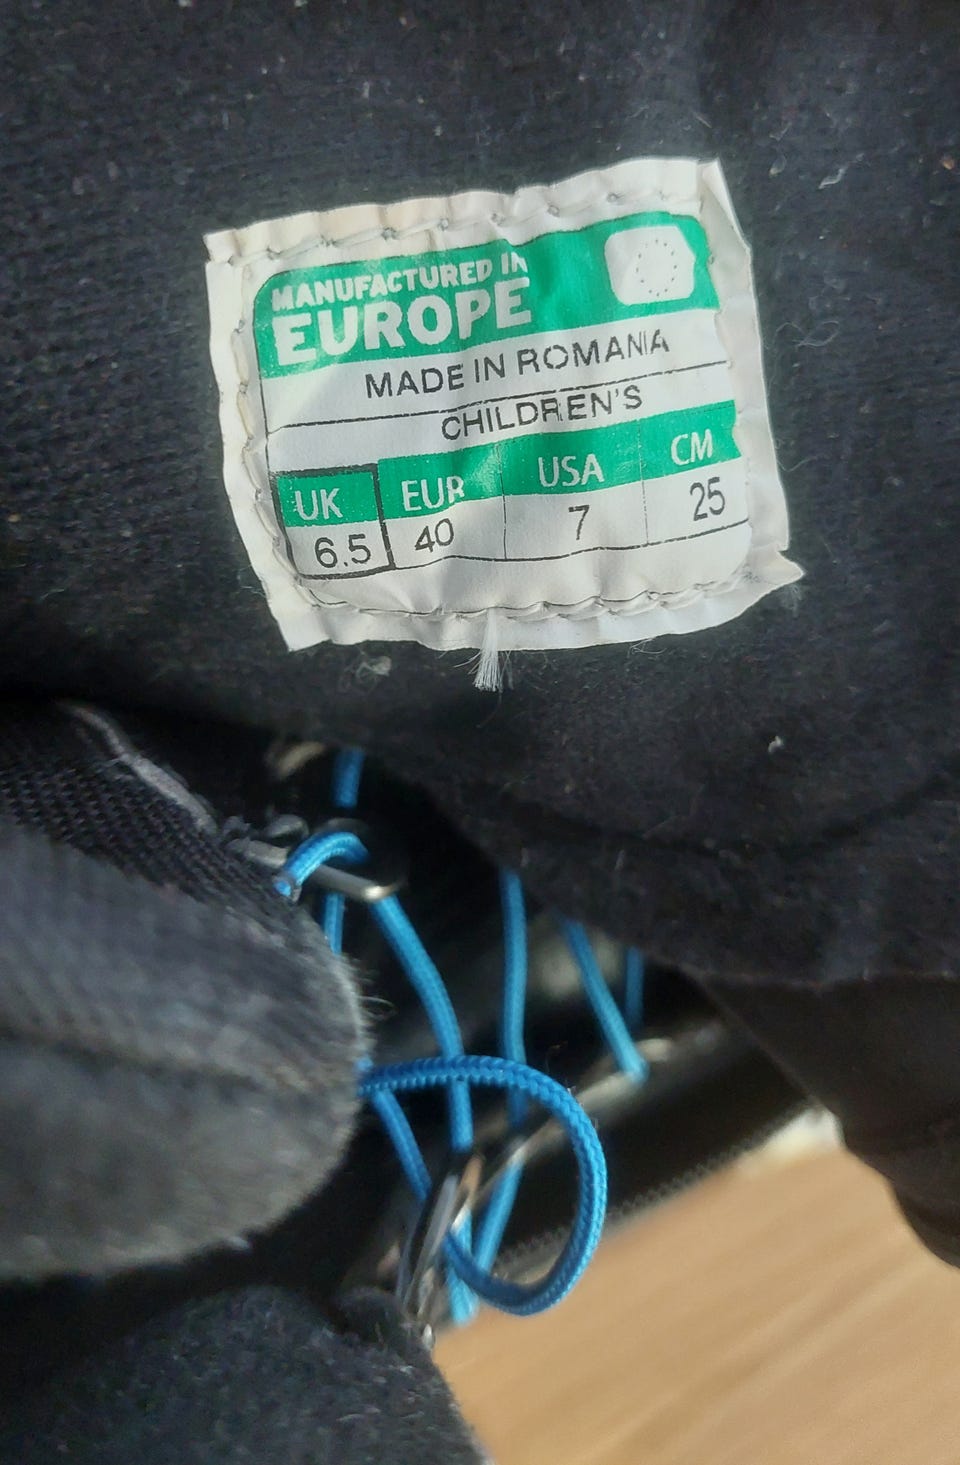 MANUFACTURED IN
EUROPE
MADE IN ROMANIA
CHILDREN'S
UK EUR USA CM
6.5 40 7 25